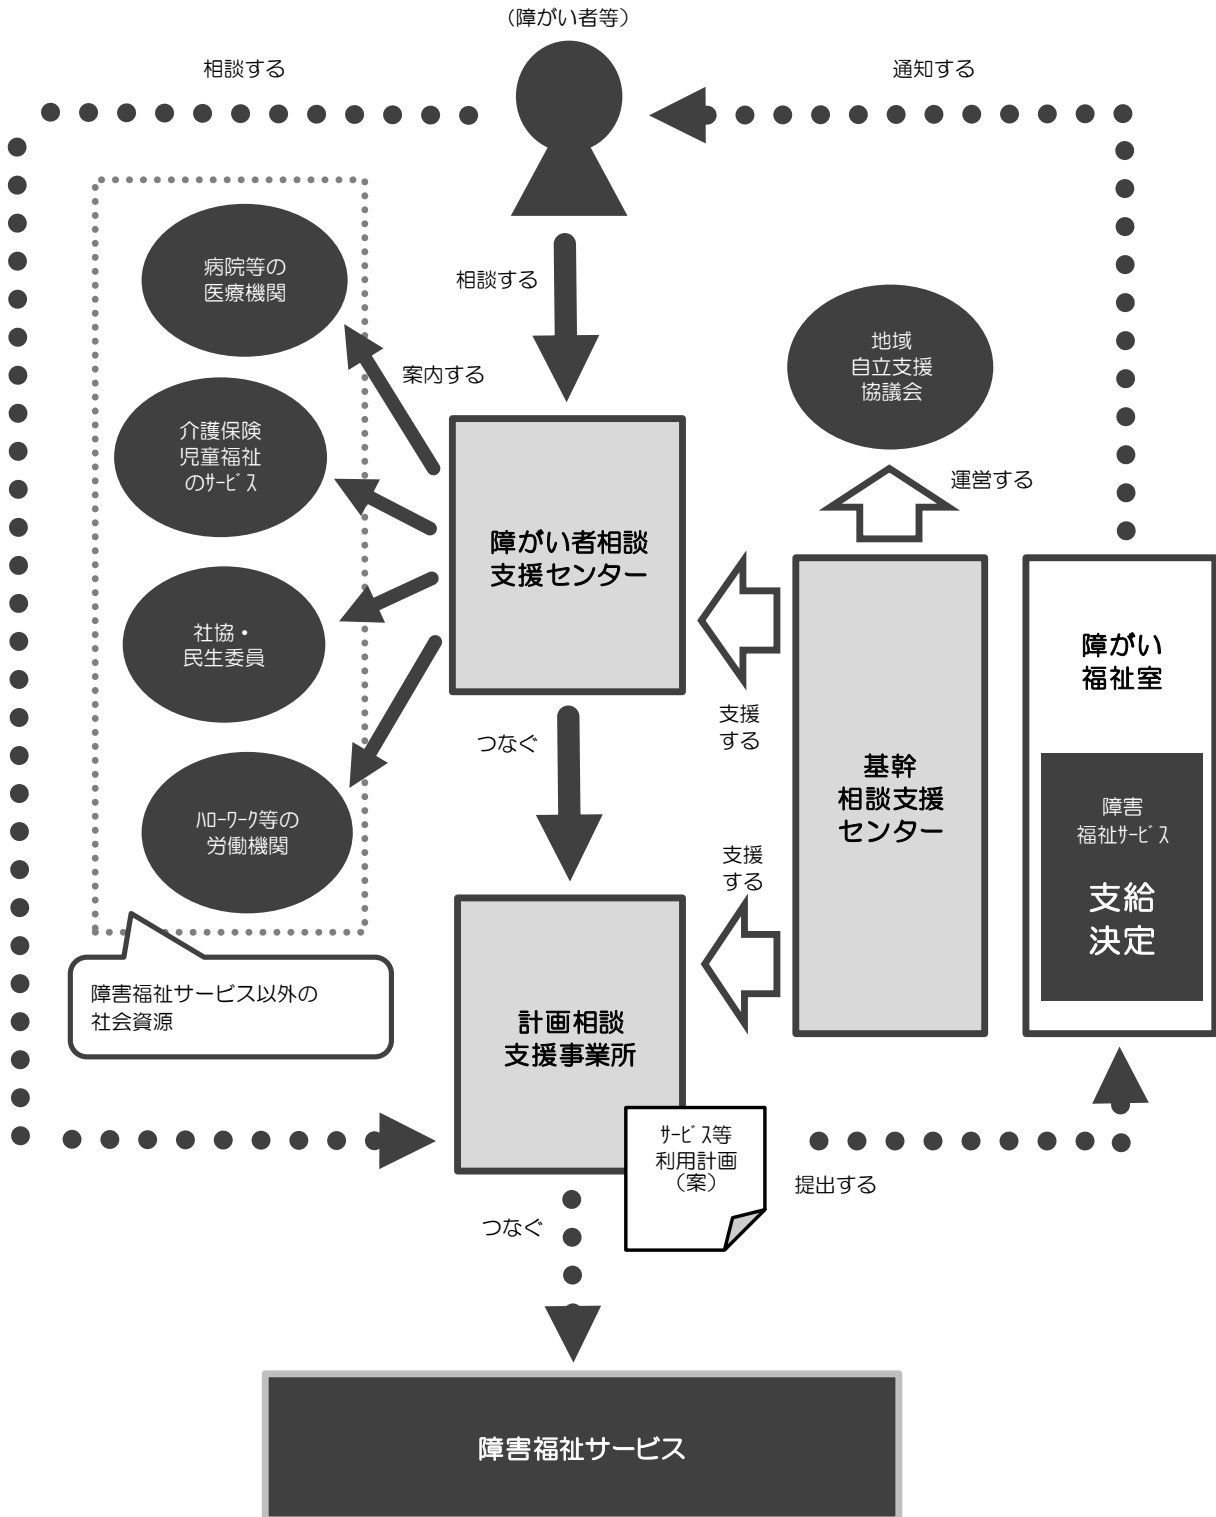 (障がい者等)
相談する
通知する
病院等の
医療機関
相談する
案内する
地域
自立支援
協議会
介護保険
児童福祉
のｻｰﾋﾞｽ
運営する
障がい者相談
支援センター
社協・
民生委員
障がい
福祉室
支援
する
つなぐ
基幹
相談支援
センター
ﾊﾛｰﾜｰｸ等の
労働機関
障害
福祉ｻｰﾋﾞｽ
支給
決定
支援
する
障害福祉サービス以外の
社会資源
計画相談
支援事業所
ｻｰﾋﾞｽ等
利用計画
(案)
提出する
つなぐ
障害福祉サービス